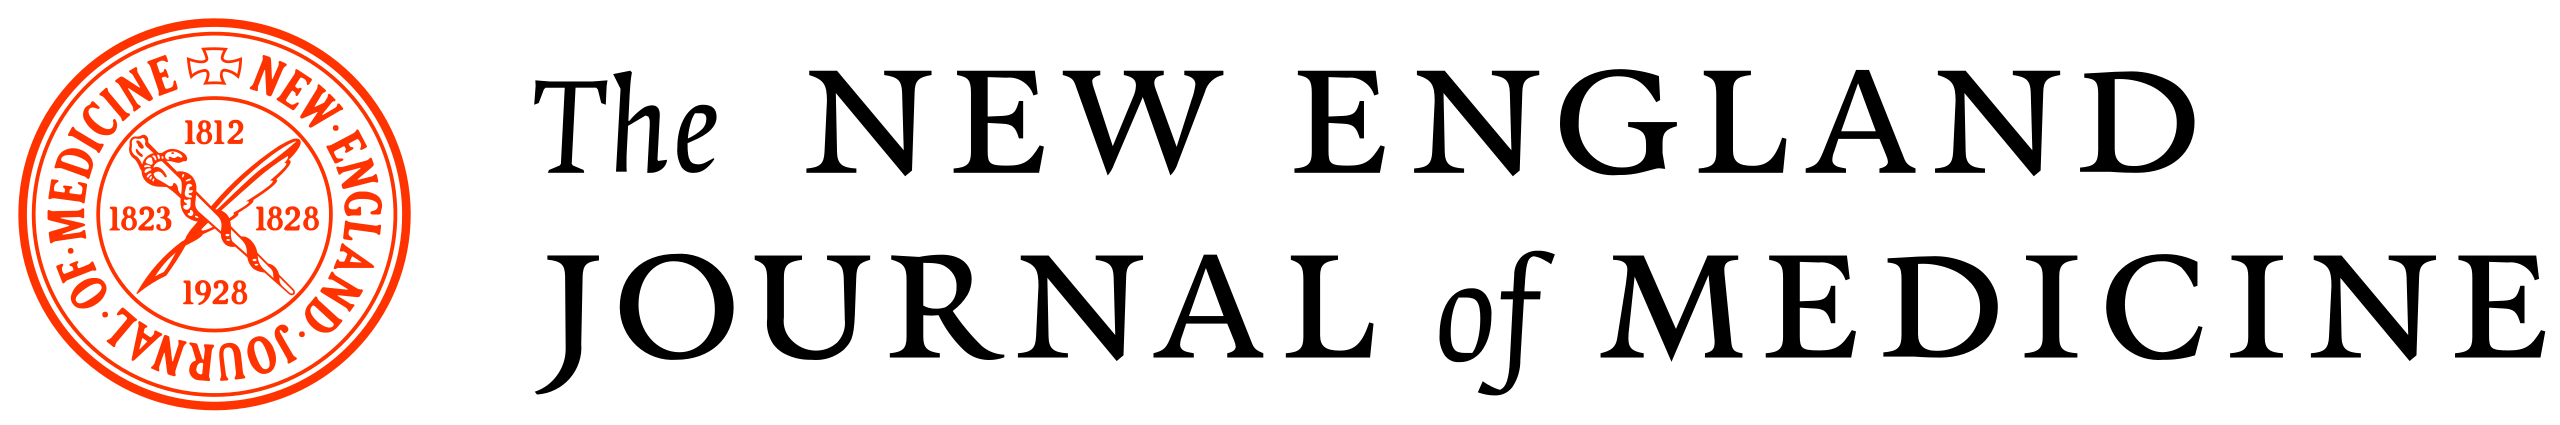 NEW · ENGLAND · JOURNAL · OF · MEDICINE
1812
1823 1828
1928
The NEW ENGLAND
JOURNAL of MEDICINE